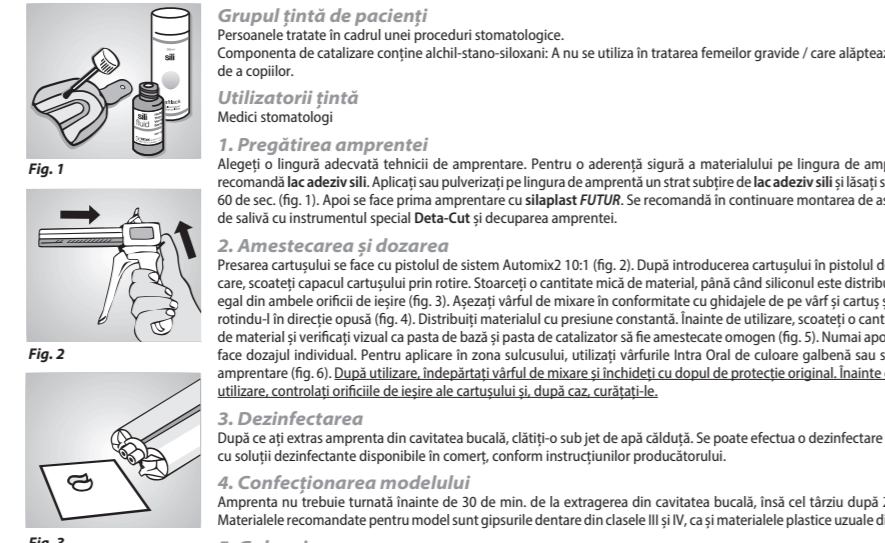 Grupul țintă de pacienți
Persoanele tratate în cadrul unei proceduri stomatologice.
Componenta de catalizare conține alchil-stano-siloxani: A nu se utiliza în tratarea femeilor gravide / care alăpteaz
de a copiilor.
Utilizatorii țintă
Medici stomatologi
1. Pregătirea amprentei
Alegeți o lingură adecvată tehnicii de amprentare. Pentru o aderență sigură a materialului pe lingura de amp
recomandă lac adeziv sili. Aplicați sau pulverizați pe lingura de amprentă un strat subțire de lac adeziv sili și lăsați s
60 de sec. (fig. 1). Apoi se face prima amprentare cu silaplast FUTUR. Se recomandă în continuare montarea de as
de salivă cu instrumentul special Deta-Cut și decuparea amprentei.
2. Amestecarea și dozarea
Presarea cartușului se face cu pistolul de sistem Automix2 10:1 (fig. 2). După introducerea cartușului în pistolul d
care, scoateți capacul cartușului prin rotire. Stoarceți o cantitate mică de material, până când siliconul este distribu
egal din ambele orificii de ieșire (fig. 3). Așezați vârful de mixare în conformitate cu ghidajele de pe vârf și cartuș ș
rotindu-l în direcție opusă (fig. 4). Distribuiți materialul cu presiune constantă. Înainte de utilizare, scoateți o cant
de material și verificați vizual ca pasta de bază și pasta de catalizator să fie amestecate omogen (fig. 5). Numai apo
face dozajul individual. Pentru aplicare în zona sulcusului, utilizați vârfurile Intra Oral de culoare galbenă sau s
amprentare (fig. 6). După utilizare, îndepărtați vârful de mixare și închideți cu dopul de protecție original. Înainte
utilizare, controlați orificiile de ieșire ale cartușului și, după caz, curățați-le.
3. Dezinfectarea
După ce ați extras amprenta din cavitatea bucală, clătiți-o sub jet de apă călduță. Se poate efectua o dezinfectare
cu soluții dezinfectante disponibile în comerț, conform instrucțiunilor producătorului.
4. Confecționarea modelului
Amprenta nu trebuie turnată înainte de 30 de min. de la extragerea din cavitatea bucală, însă cel târziu după 2
Materialele recomandate pentru model sunt gipsurile dentare din clasele III și IV, ca și materialele plastice uzuale di
sili
sili
fluid
Fig. 1
Fig. 2
Fig. 3